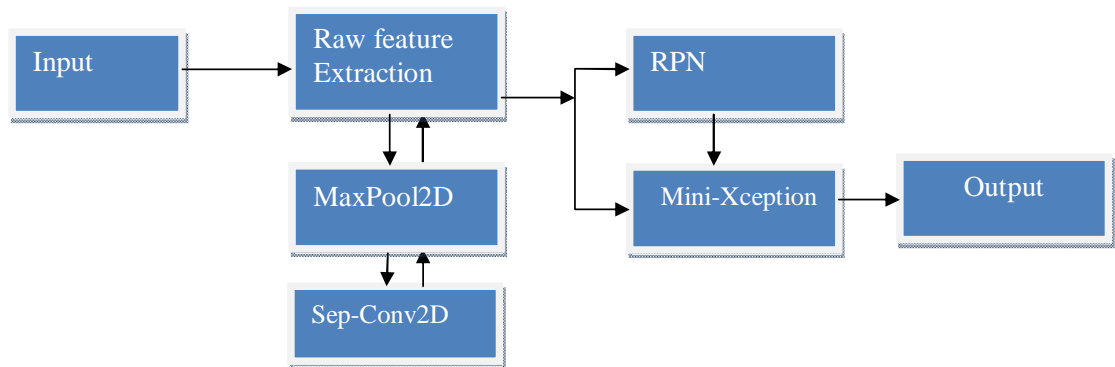 Input
Raw feature
Extraction
RPN
MaxPool2D
Mini-Xception
Output
Sep-Conv2D